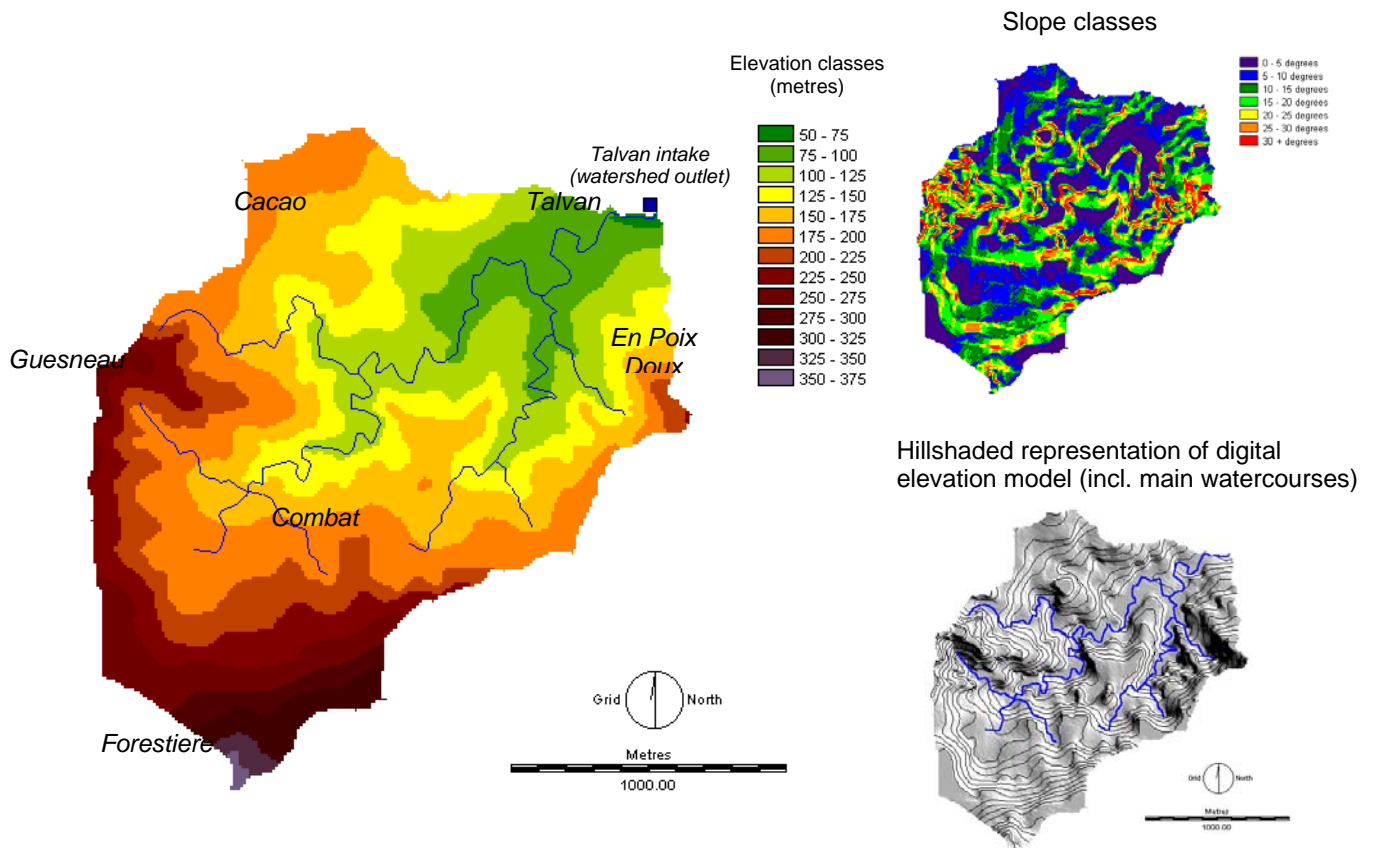 Slope classes
0 - 5 degrees
5 - 10 degrees
10 - 15 degrees
15 - 20 degrees
20 - 25 degrees
25 - 30 degrees
30 + degrees
Elevation classes
(metres)
50 - 75
75 - 100
100 - 125
125 - 150
150 - 175
175 - 200
200 - 225
225 - 250
250 - 275
275 - 300
300 - 325
325 - 350
350 - 375
Talvan intake
(watershed outlet)
Cacao
Talvan
Guesneau
En Poix
Doux
Combat
Forestiere
Grid North
Metres
1000.00
Hillshaded representation of digital
elevation model (incl. main watercourses)
Grid North
Metres
1000.00